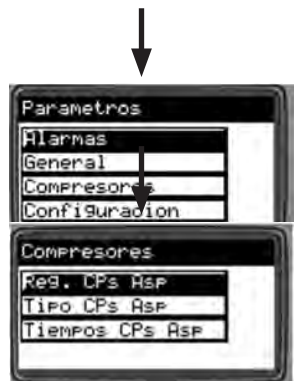 Parametros
Alarmas
General
Compresores
Configuracion
Compresores
Reg. CPs Asp
Tipo CPs Asp
Tiempos CPs Asp